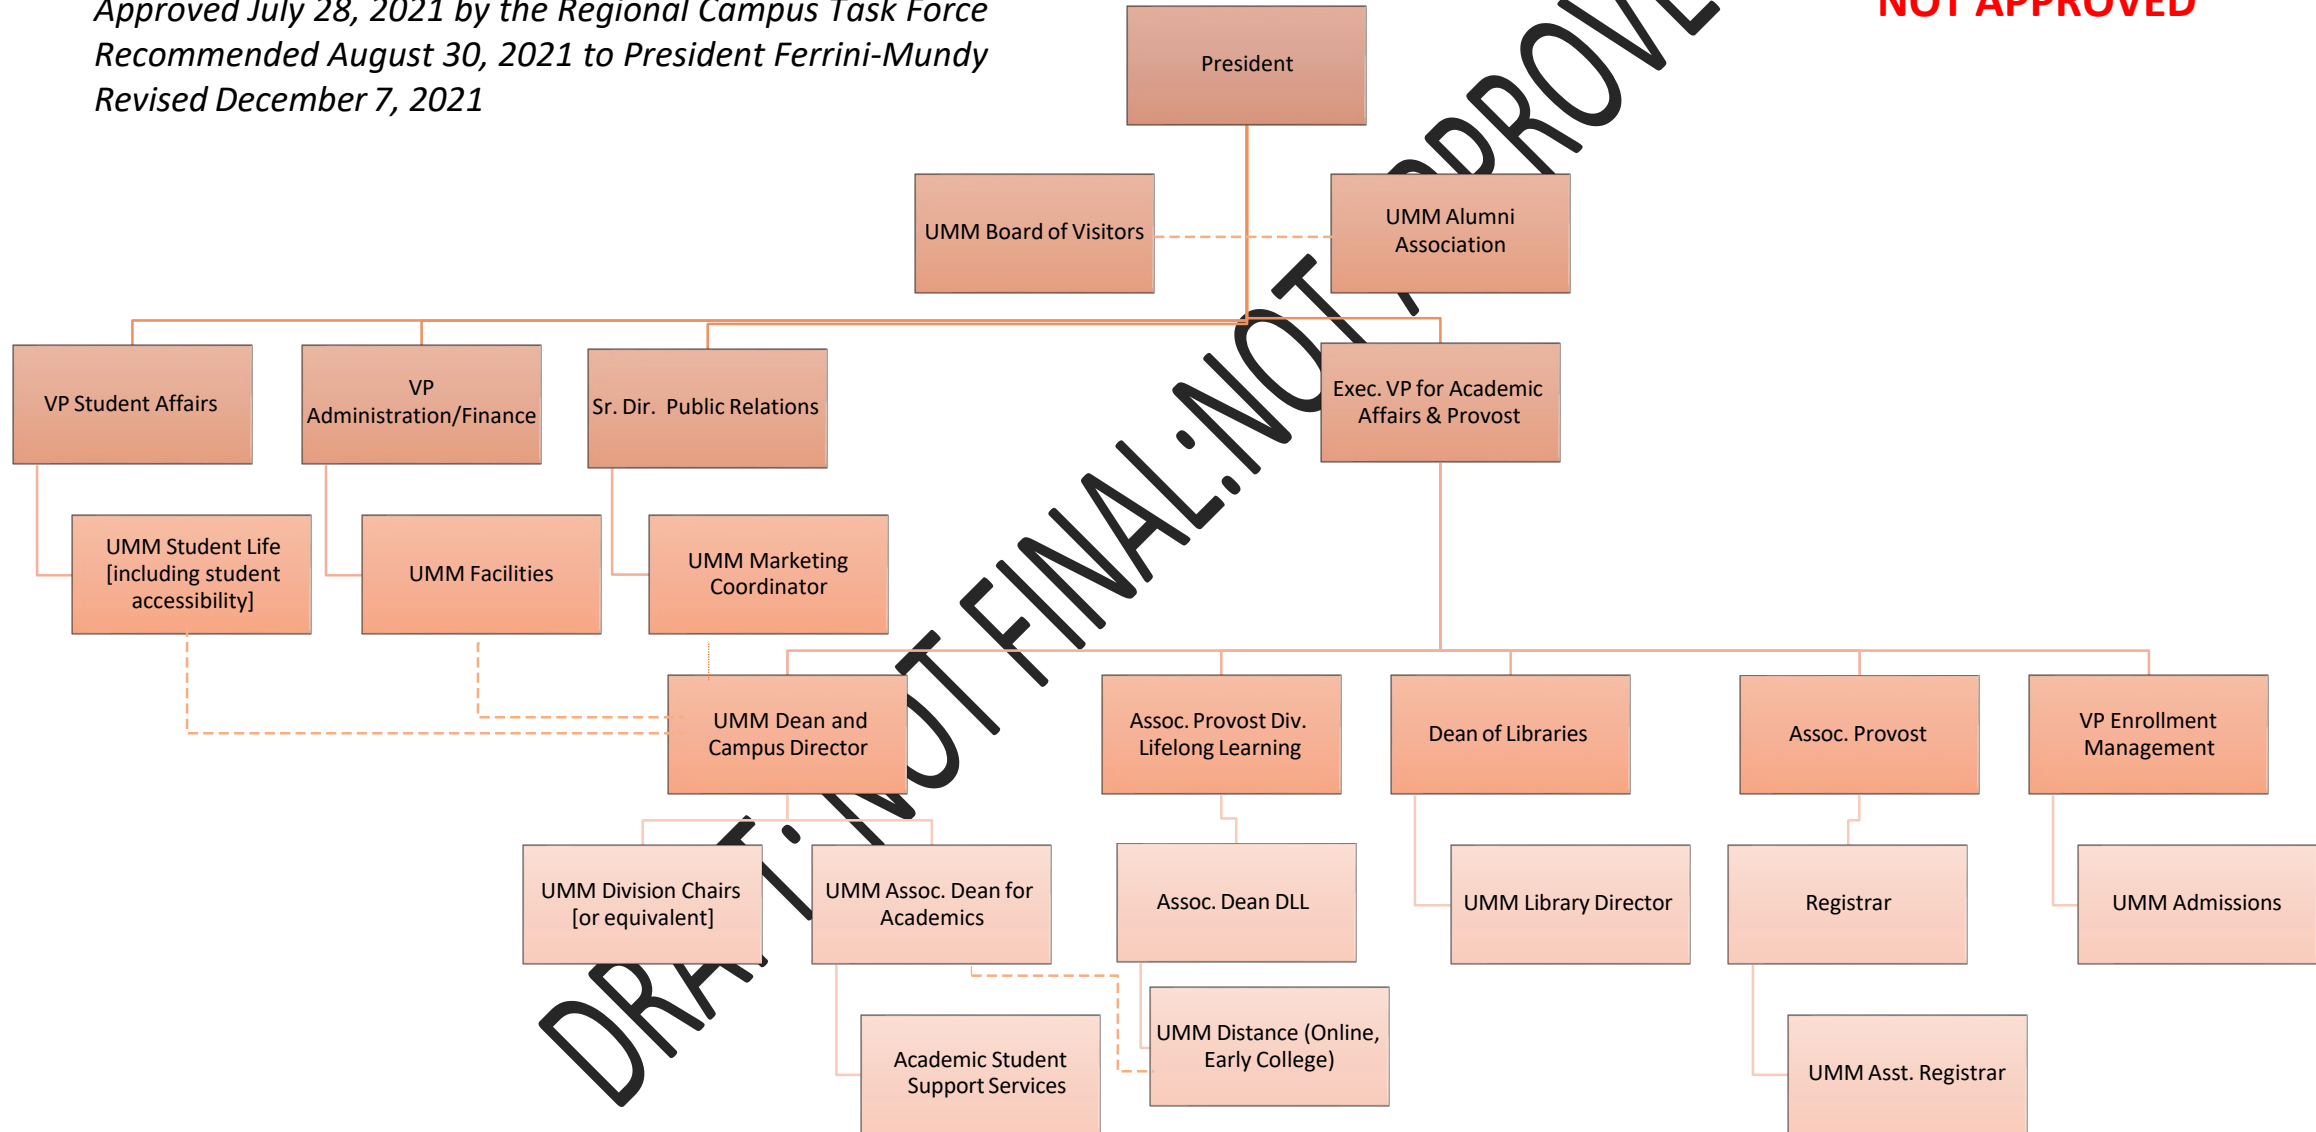 Approved July 28, 2021 by the Regional Campus Task Force
Recommended August 30, 2021 to President Ferrini-Mundy
Revised December 7, 2021
NOT APPROVED
President
UMM Board of Visitors
UMM Alumni
Association
VP Student Affairs
VP
Administration/Finance
Sr. Dir. Public Relations
Exec. VP for Academic
Affairs & Provost
UMM Student Life
[including student
accessibility]
UMM Facilities
UMM Marketing
Coordinator
UMM Dean and
Campus Director
Assoc. Provost Div.
Lifelong Learning
Dean of Libraries
Assoc. Provost
VP Enrollment
Management
UMM Division Chairs
[or equivalent]
UMM Assoc. Dean for
Academics
Assoc. Dean DLL
UMM Library Director
Registrar
UMM Admissions
Academic Student
Support Services
UMM Distance (Online,
Early College)
UMM Asst. Registrar
DRAFT: NOT FINAL: NOT APPROVE